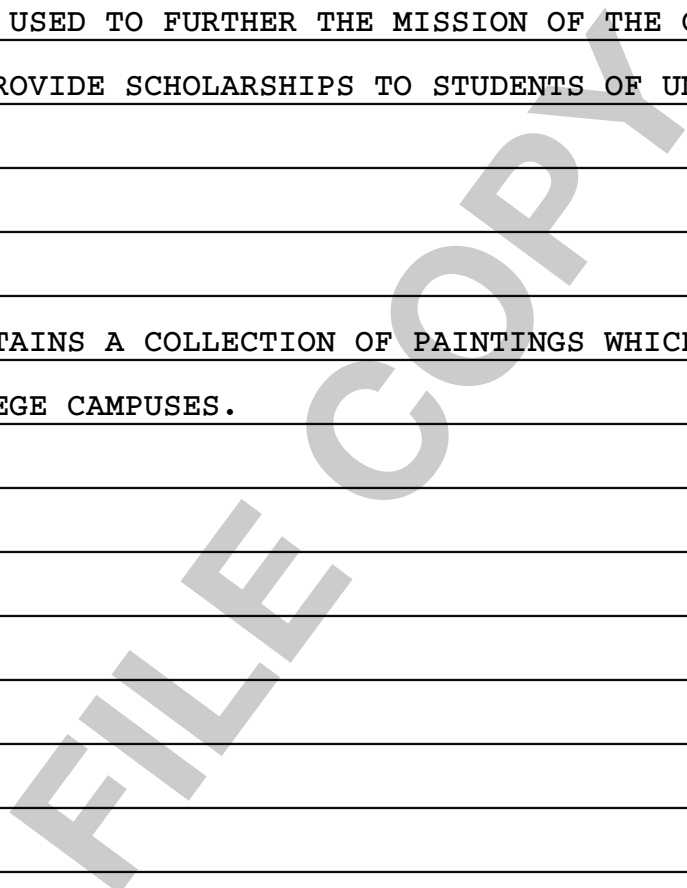 USED TO FURTHER THE MISSION OF THE
PROVIDE SCHOLARSHIPS TO STUDENTS OF
TAINS A COLLECTION OF PAINTINGS WHICH
EGE CAMPUSES.
FILE COPY